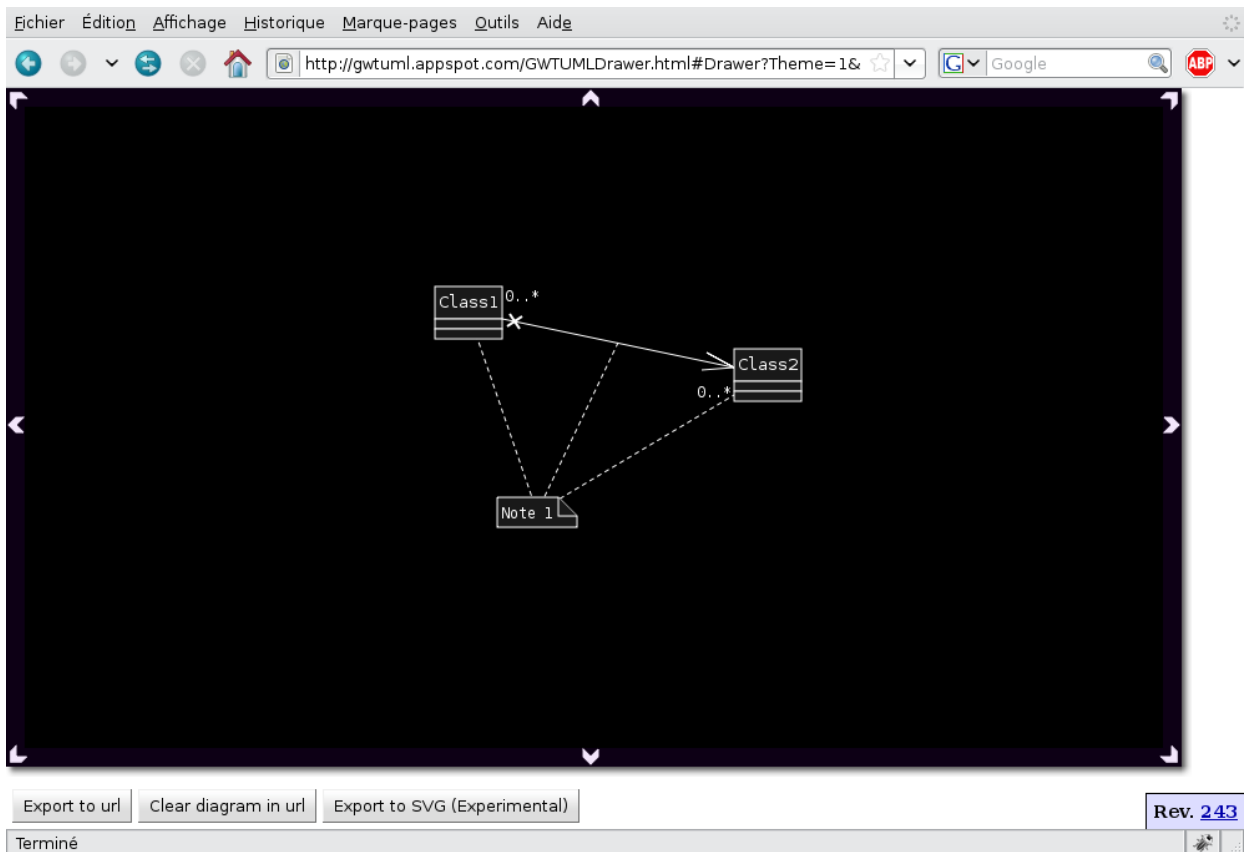 Fichier Édition Affichage Historique Marque-pages Outils Aide
http://gwtuml.appspot.com/GWTUMLDrawer.html#Drawer?Theme=1& G Google ABP
Class1 0..*
Class2
0..*
Note 1
Export to url Clear diagram in url Export to SVG (Experimental)
Rev. 243
Terminé